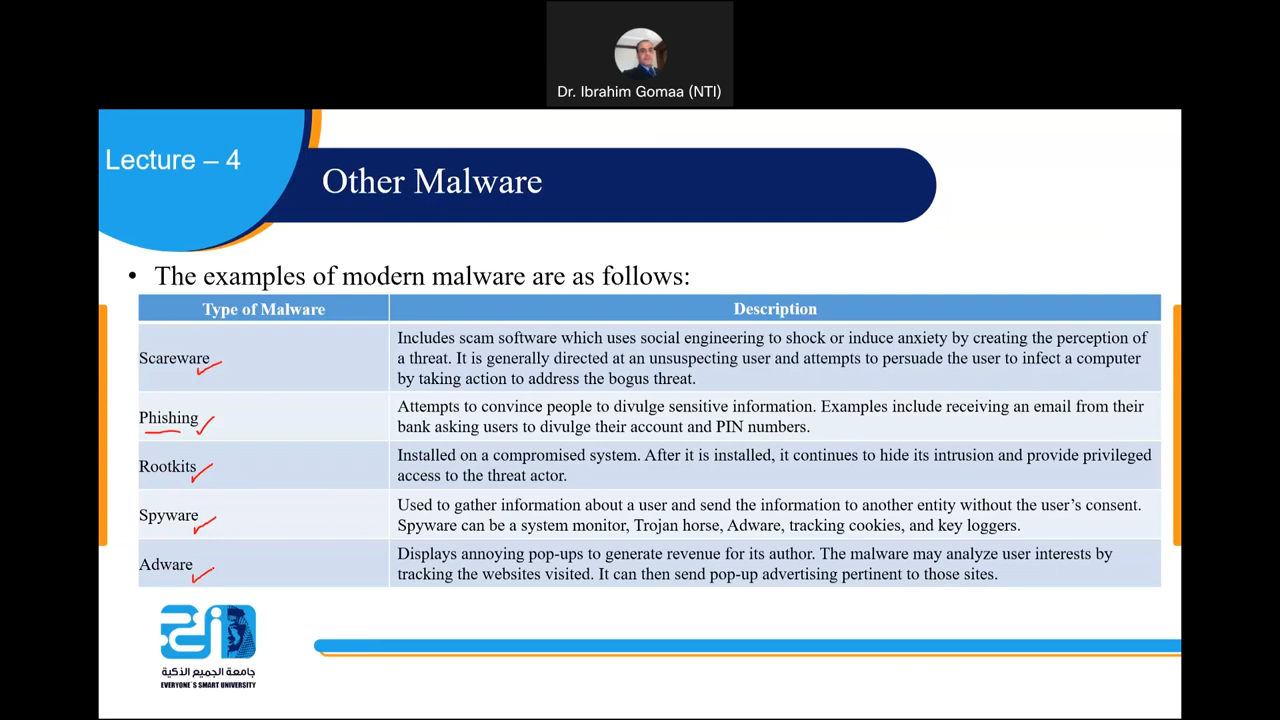 Dr. Ibrahim Gomaa (NTI)
Lecture – 4
Other Malware
• The examples of modern malware are as follows:
Type of Malware
Description
Scareware
Includes scam software which uses social engineering to shock or induce anxiety by creating the perception of
a threat. It is generally directed at an unsuspecting user and attempts to persuade the user to infect a computer
by taking action to address the bogus threat.
Phishing
Attempts to convince people to divulge sensitive information. Examples include receiving an email from their
bank asking users to divulge their account and PIN numbers.
Rootkits
Installed on a compromised system. After it is installed, it continues to hide its intrusion and provide privileged
access to the threat actor.
Spyware
Used to gather information about a user and send the information to another entity without the user’s consent.
Spyware can be a system monitor, Trojan horse, Adware, tracking cookies, and key loggers.
Adware
Displays annoying pop-ups to generate revenue for its author. The malware may analyze user interests by
tracking the websites visited. It can then send pop-up advertising pertinent to those sites.
جامعة الجميع الذكية
EVERYONE`S SMART UNIVERSITY